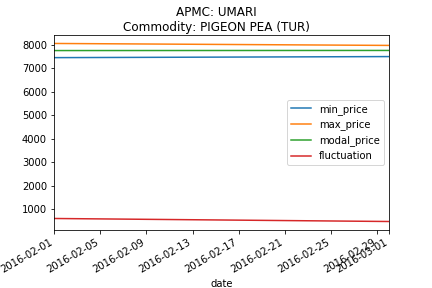 APMC: UMARI
Commodity: PIGEON PEA (TUR)
8000
7000
6000
5000
4000
3000
2000
1000
min_price
max_price
modal_price
fluctuation
2016-02-01
2016-02-05
2016-02-09
2016-02-13
2016-02-17
2016-02-21
2016-02-25
2016-02-29
2016-03-01
date